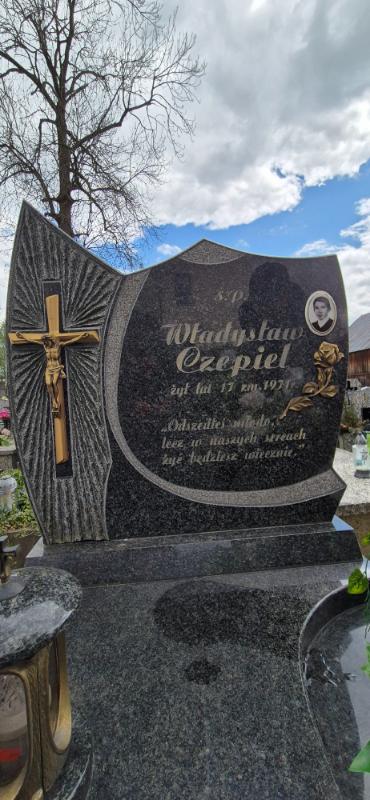 Ś.P.
Władysław
Czepiel
żył lat 17 zm. 1971
„Odszedłeś młodo,
lecz w naszych sercach
żyć będziesz wiecznie."